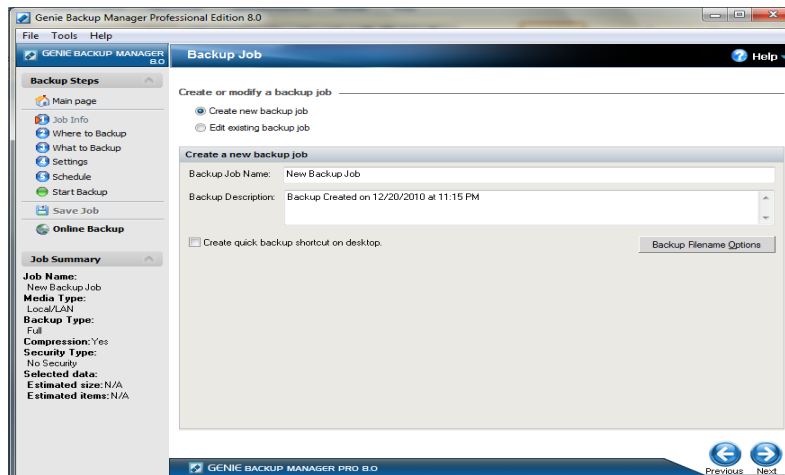 Genie Backup Manager Professional Edition 8.0
File Tools Help
GENIE BACKUP MANAGER 8.0
Backup Job
Help
Backup Steps
Main page
1 Job Info
2 Where to Backup
3 What to Backup
4 Settings
5 Schedule
Start Backup
Save Job
Online Backup
Job Summary
Job Name:
New Backup Job
Media Type:
Local/LAN
Backup Type:
Full
Compression:Yes
Security Type:
No Security
Selected data:
Estimated size:N/A
Estimated items:N/A
Create or modify a backup job
Create new backup job
Edit existing backup job
Create a new backup job
Backup Job Name: New Backup Job
Backup Description: Backup Created on 12/20/2010 at 11:15 PM
Create quick backup shortcut on desktop.
Backup Filename Options
GENIE BACKUP MANAGER PRO 8.0
Previous Next